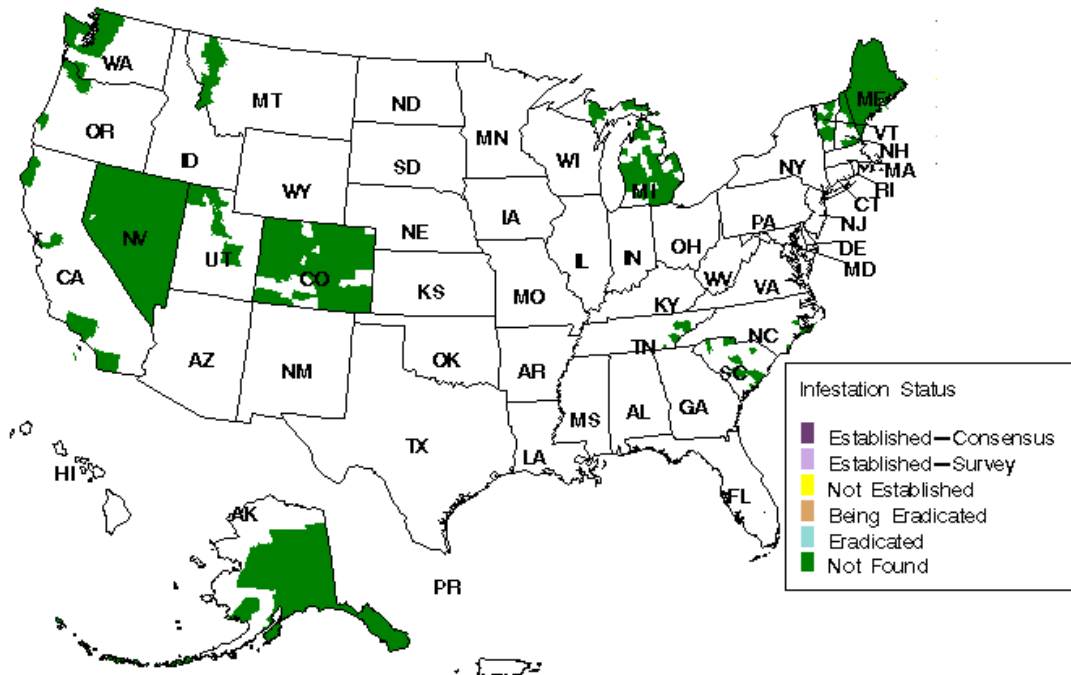 WA
MT
ND
ME
OR
MN
VT
ID
SD
WI
NH
NY
MA
WY
MI
RI
IA
CT
NE
PA
NJ
NV
OH
DE
UT
IL
IN
MD
CO
WV
CA
KS
MO
VA
KY
NC
TN
AZ
OK
AR
SC
NM
MS
AL
GA
TX
LA
HI
FL
AK
PR
Infestation Status
Established—Consensus
Established—Survey
Not Established
Being Eradicated
Eradicated
Not Found